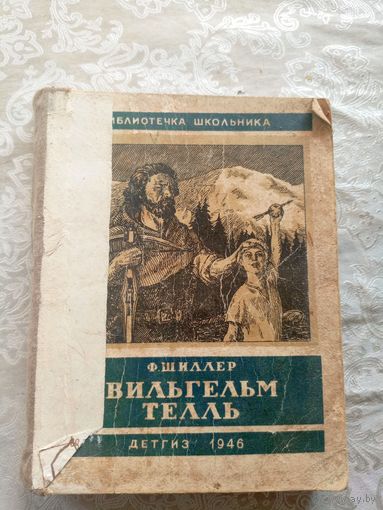 БИБЛИОТЕЧКА ШКОЛЬНИКА
Ф. ШИЛЛЕР
ВИЛЬГЕЛЬМ
ТЕЛЛЬ
ДЕТГИЗ 1946